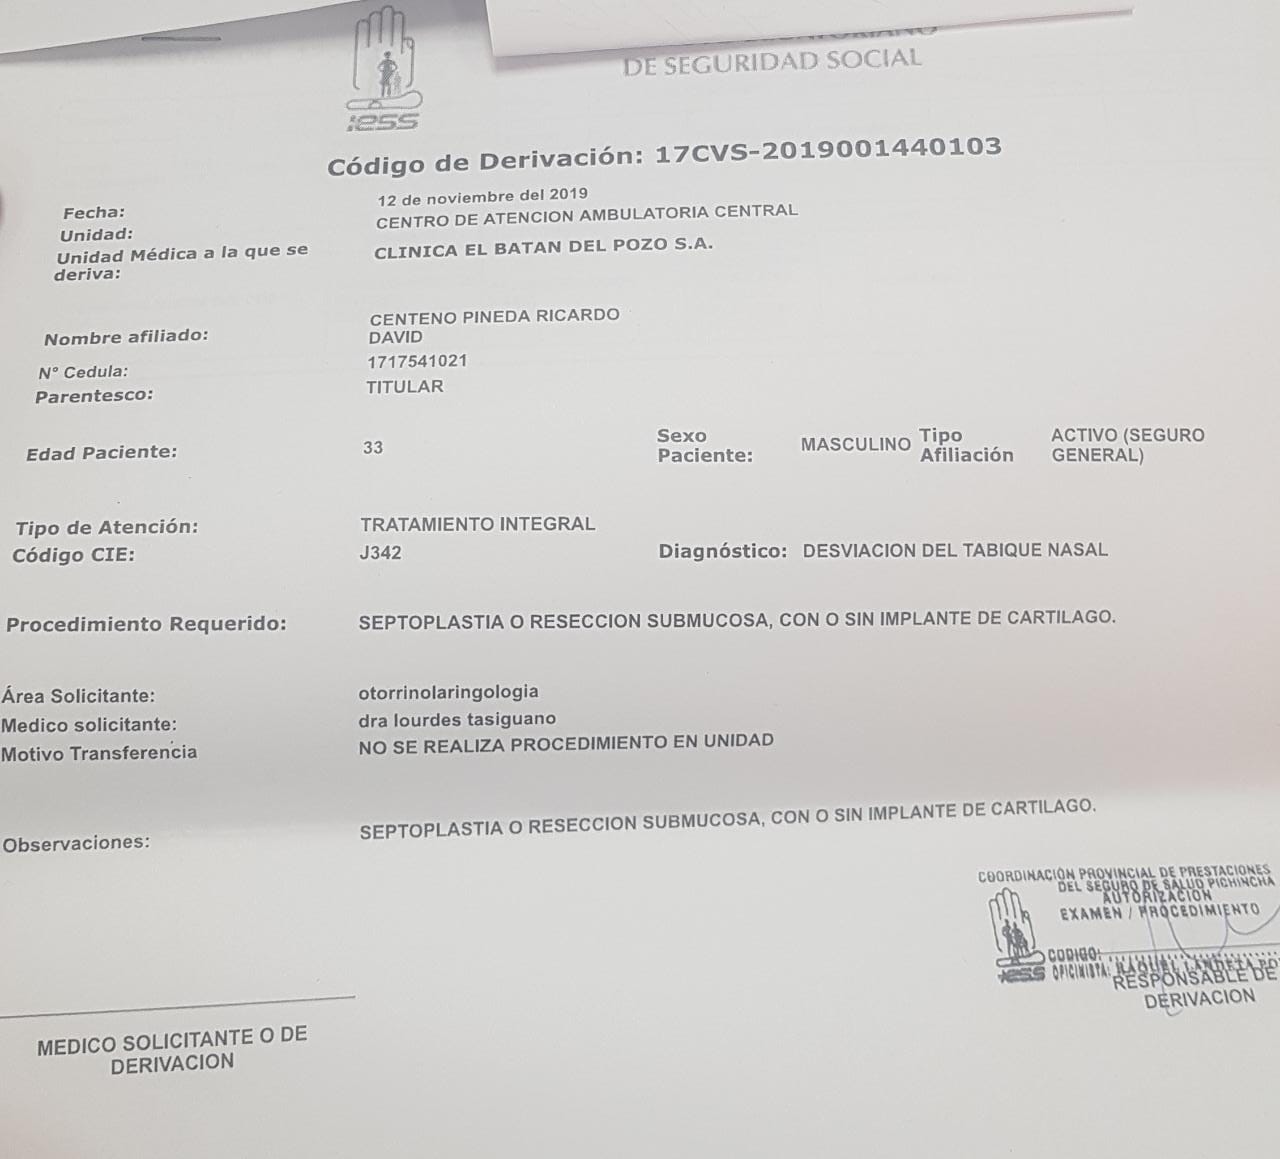 DE SEGURIDAD SOCIAL
iess
Código de Derivación: 17CVS-2019001440103
Fecha: 12 de noviembre del 2019
Unidad: CENTRO DE ATENCION AMBULATORIA CENTRAL
Unidad Médica a la que se CLINICA EL BATAN DEL POZO S.A.
deriva:
CENTENO PINEDA RICARDO
Nombre afiliado: DAVID
N° Cedula: 1717541021
Parentesco: TITULAR
Edad Paciente: 33 Sexo Paciente: MASCULINO Tipo Afiliación ACTIVO (SEGURO GENERAL)
Tipo de Atención: TRATAMIENTO INTEGRAL
Código CIE: J342 Diagnóstico: DESVIACION DEL TABIQUE NASAL
Procedimiento Requerido: SEPTOPLASTIA O RESECCION SUBMUCOSA, CON O SIN IMPLANTE DE CARTILAGO.
Área Solicitante: otorrinolaringologia
Medico solicitante: dra lourdes tasiguano
Motivo Transferencia NO SE REALIZA PROCEDIMIENTO EN UNIDAD
Observaciones: SEPTOPLASTIA O RESECCION SUBMUCOSA, CON O SIN IMPLANTE DE CARTILAGO.
COORDINACIÓN PROVINCIAL DE PRESTACIONES
DEL SEGURO DE SALUD PICHINCHA
AUTORIZACION
EXAMEN / PROCEDIMIENTO
CODIGO:
iess OFICINISTA: RAQUEL LANDETA
RESPONSABLE DE
DERIVACION
MEDICO SOLICITANTE O DE
DERIVACION